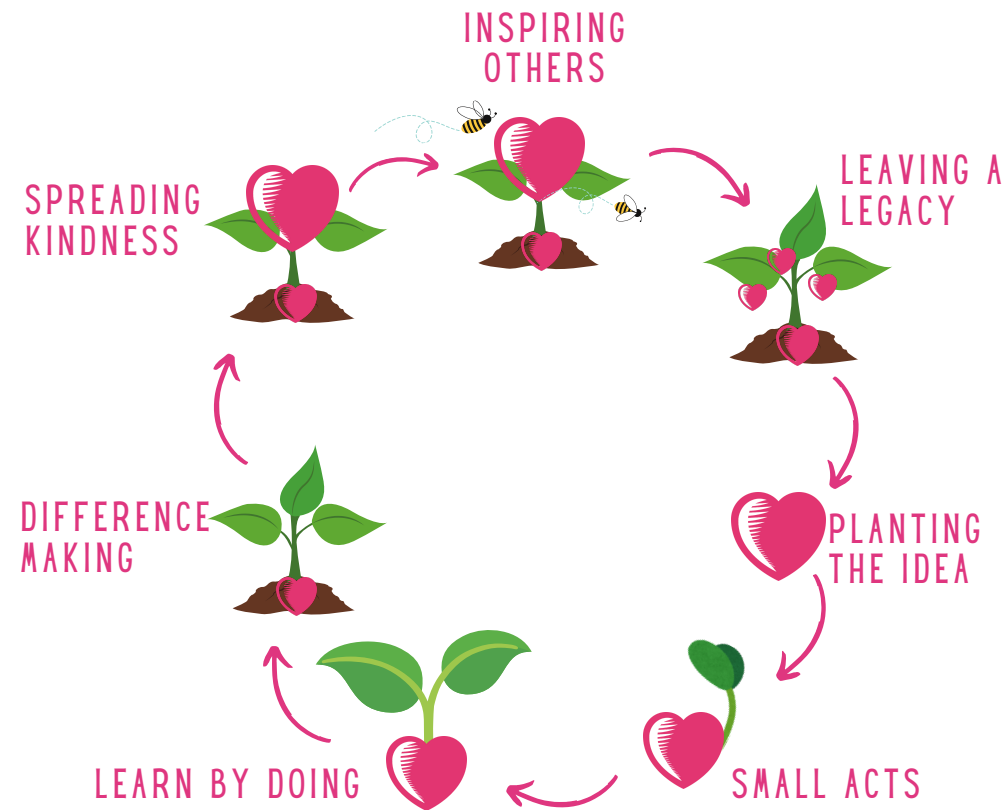 INSPIRING
OTHERS
LEAVING A
LEGACY
PLANTING
THE IDEA
SMALL ACTS
LEARN BY DOING
DIFFERENCE
MAKING
SPREADING
KINDNESS